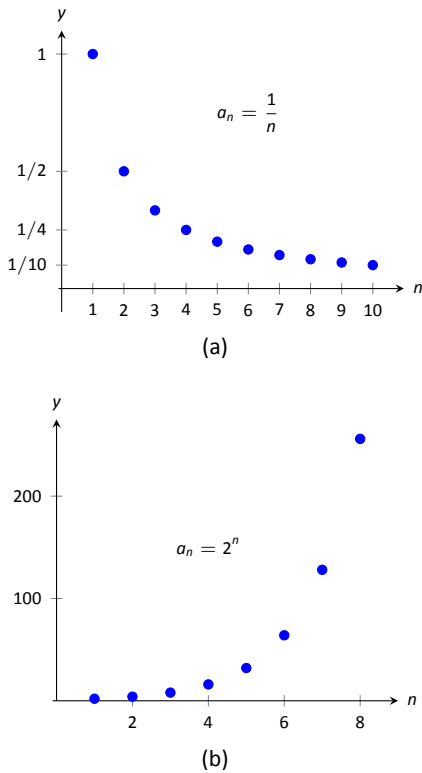 y
1
a_n = 1/n
1/2
1/4
1/10
n
1 2 3 4 5 6 7 8 9 10
(a)
y
200
a_n = 2^n
100
n
2 4 6 8
(b)